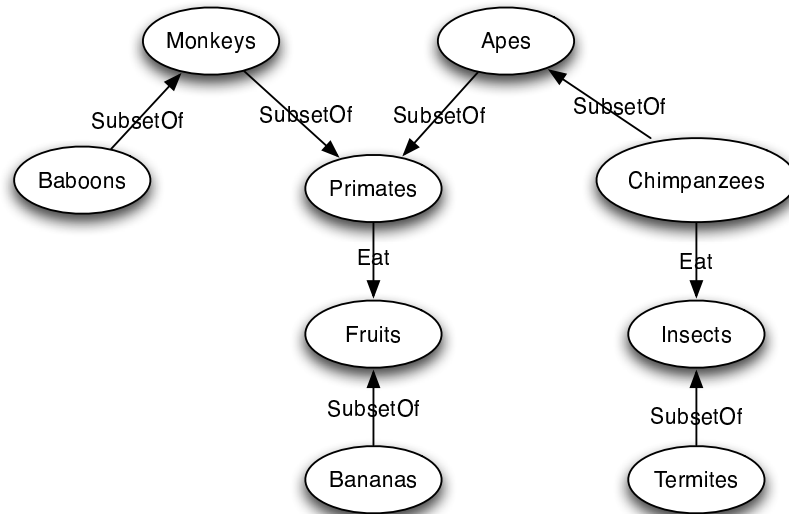 Monkeys
Apes
SubsetOf
SubsetOf
SubsetOf
SubsetOf
Baboons
Primates
Chimpanzees
Eat
Eat
Fruits
Insects
SubsetOf
SubsetOf
Bananas
Termites